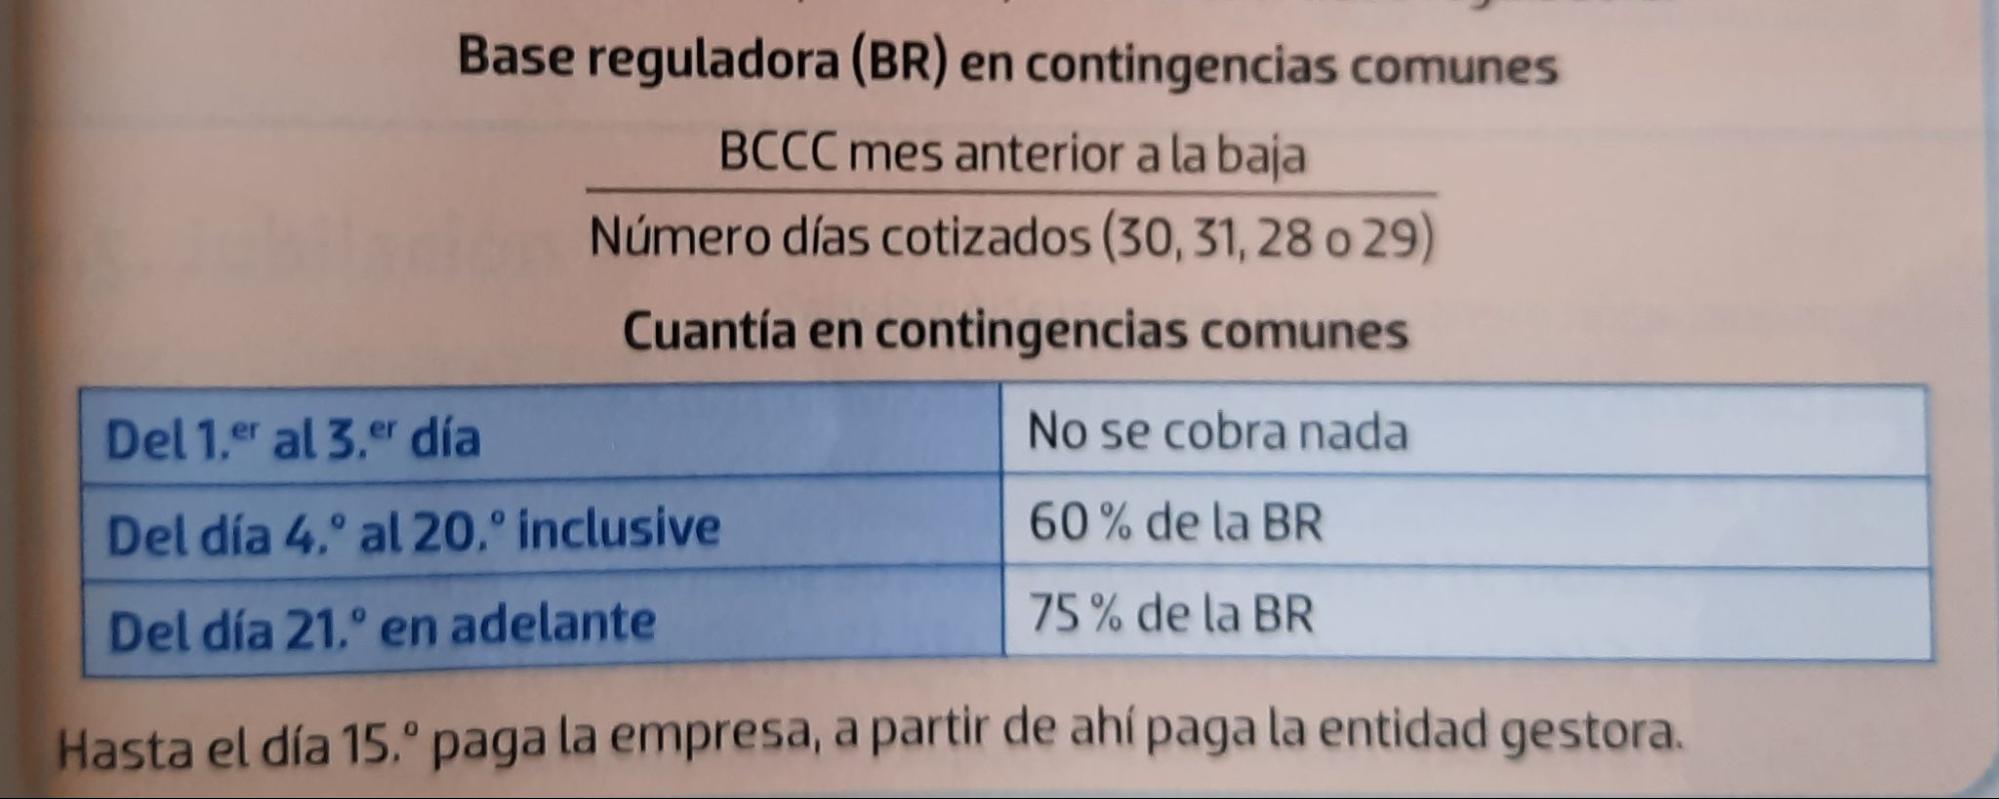 Base reguladora (BR) en contingencias comunes
BCCC mes anterior a la baja
Número días cotizados (30, 31, 28 o 29)
Cuantía en contingencias comunes
Del 1.er al 3.er día No se cobra nada
Del día 4.º al 20.º inclusive 60 % de la BR
Del día 21.º en adelante 75 % de la BR
Hasta el día 15.º paga la empresa, a partir de ahí paga la entidad gestora.